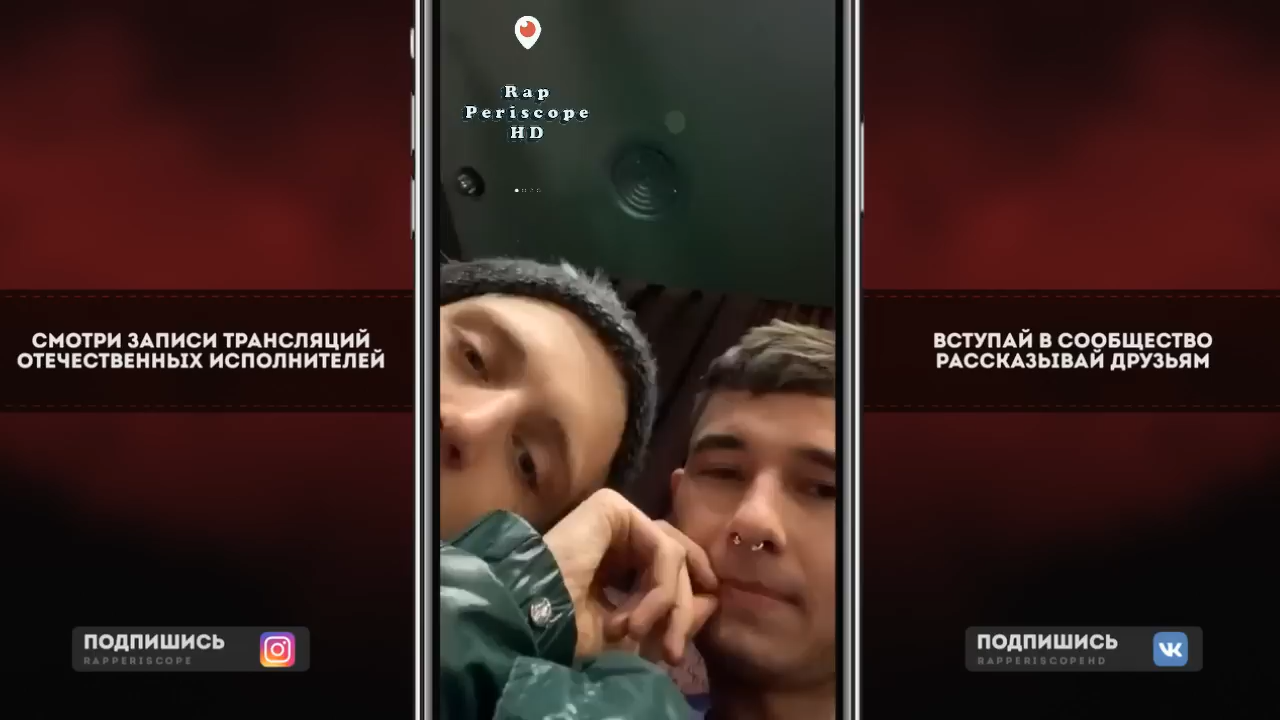 Rap
Periscope
HD
СМОТРИ ЗАПИСИ ТРАНСЛЯЦИЙ
ОТЕЧЕСТВЕННЫХ ИСПОЛНИТЕЛЕЙ
ВСТУПАЙ В СООБЩЕСТВО
РАССКАЗЫВАЙ ДРУЗЬЯМ
ПОДПИШИСЬ
RAPPERISCOPE
ПОДПИШИСЬ
RAPPERISCOPEHD